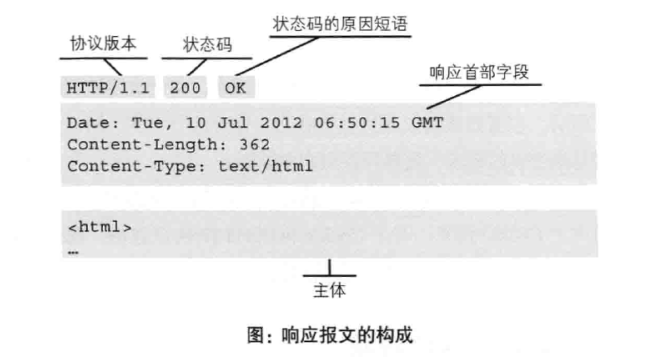 状态码的原因短语
协议版本 状态码
响应首部字段
HTTP/1.1 200 OK
Date: Tue, 10 Jul 2012 06:50:15 GMT
Content-Length: 362
Content-Type: text/html
<html>
…
主体
图：响应报文的构成